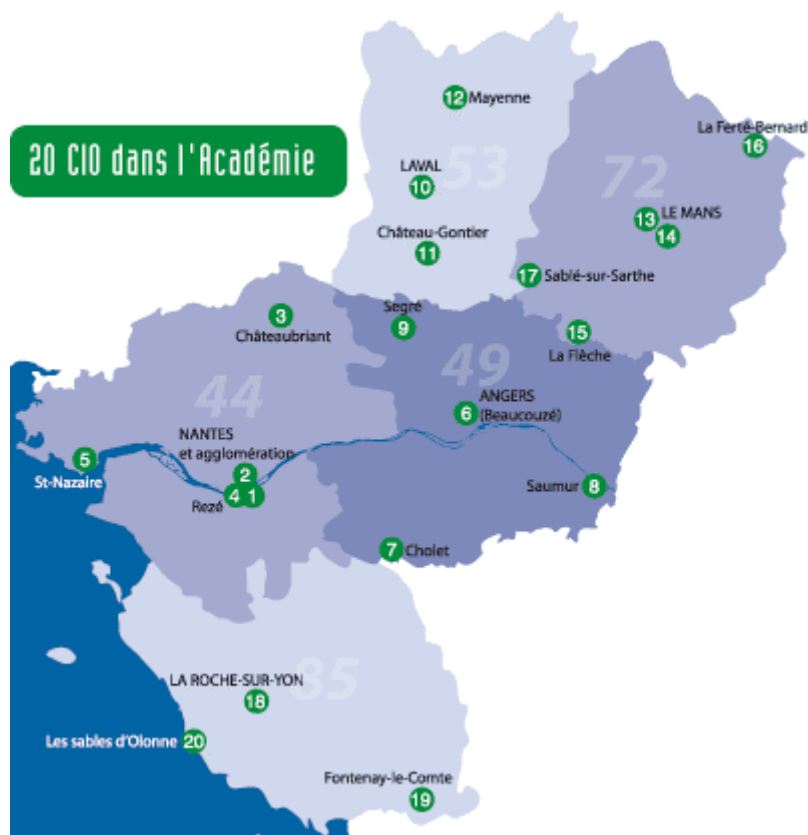 20 CIO dans l'Académie
12 Mayenne
La Ferté-Bernard
16
53
72
LAVAL
10
13 LE MANS
14
Château-Gontier
11
17 Sablé-sur-Sarthe
3
Châteaubriant
Segré
9
15
La Flèche
49
44
ANGERS
6 (Beaucouzé)
NANTES
et agglomération
5
St-Nazaire
2
4 1
Rezé
Saumur 8
7 Cholet
85
LA ROCHE-SUR-YON
18
Les sables d'Olonne 20
Fontenay-le-Comte
19